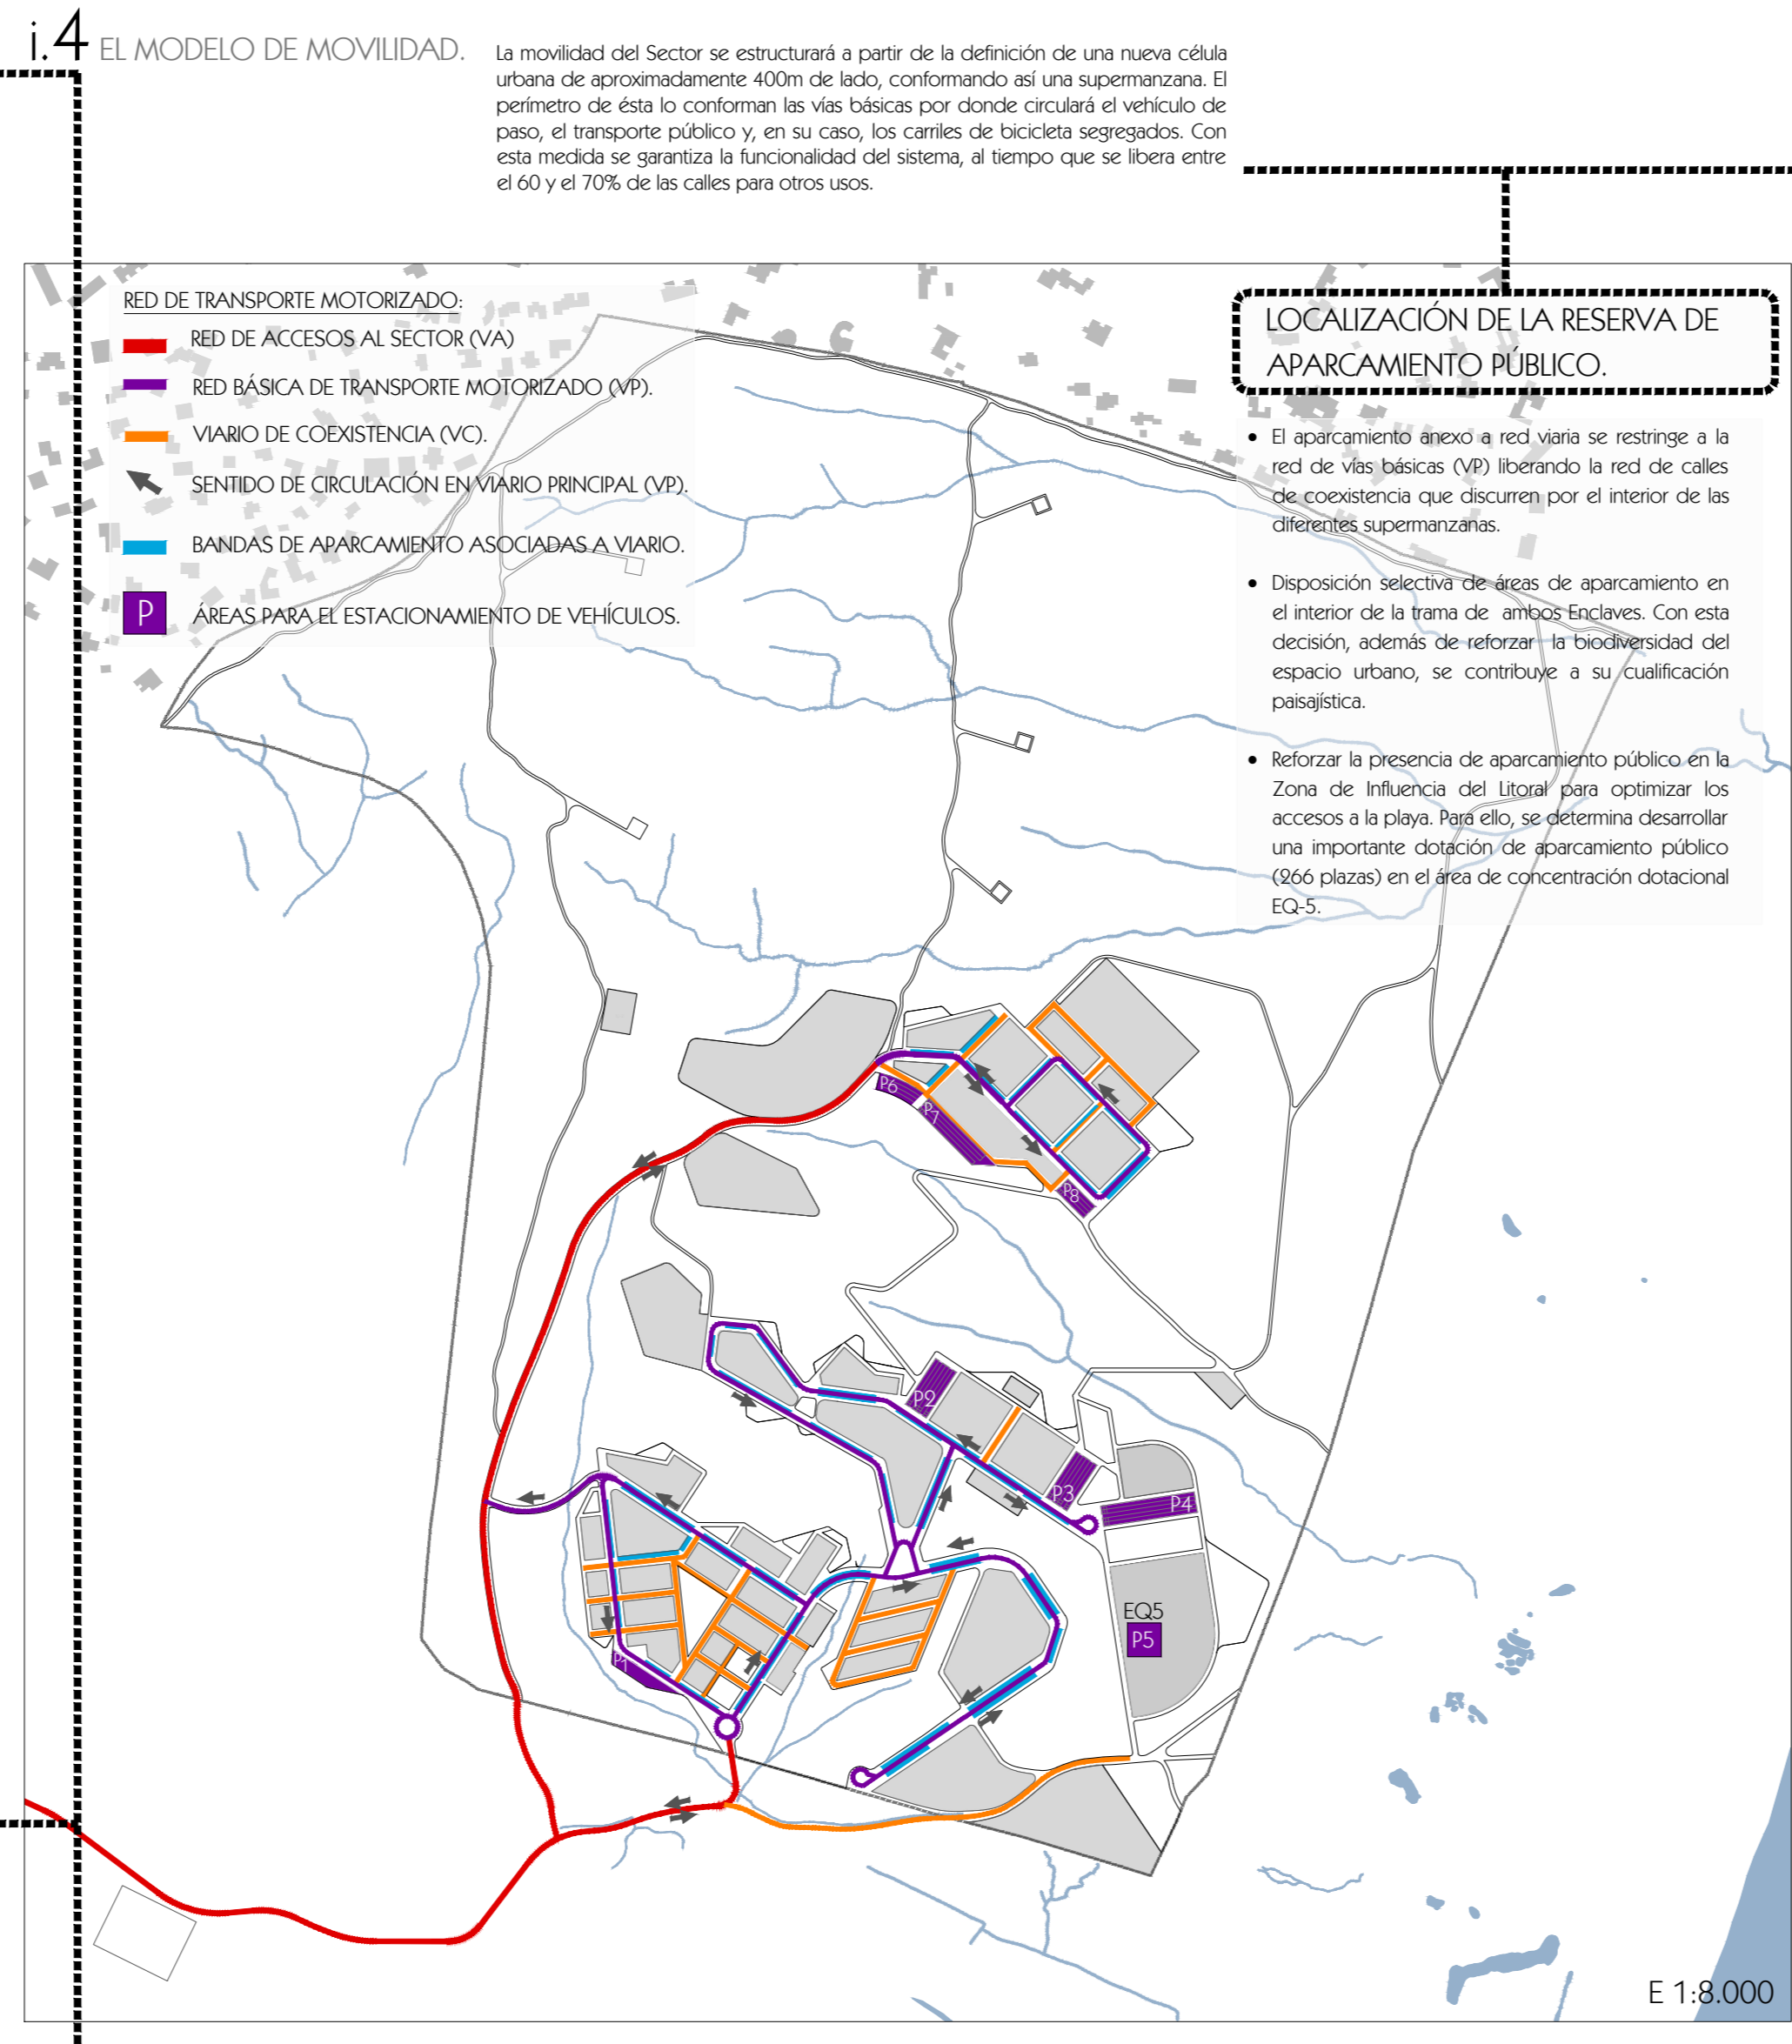 i.4 EL MODELO DE MOVILIDAD.
La movilidad del Sector se estructurará a partir de la definición de una nueva célula
urbana de aproximadamente 400m de lado, conformando así una supermanzana. El
perímetro de ésta lo conforman las vías básicas por donde circulará el vehículo de
paso, el transporte público y, en su caso, los carriles de bicicleta segregados. Con
esta medida se garantiza la funcionalidad del sistema, al tiempo que se libera entre
el 60 y el 70% de las calles para otros usos.
RED DE TRANSPORTE MOTORIZADO:
RED DE ACCESOS AL SECTOR (VA)
RED BÁSICA DE TRANSPORTE MOTORIZADO (VP).
VIARIO DE COEXISTENCIA (VC).
SENTIDO DE CIRCULACIÓN EN VIARIO PRINCIPAL (VP).
BANDAS DE APARCAMIENTO ASOCIADAS A VIARIO.
P ÁREAS PARA EL ESTACIONAMIENTO DE VEHÍCULOS.
LOCALIZACIÓN DE LA RESERVA DE
APARCAMIENTO PÚBLICO.
• El aparcamiento anexo a red viaria se restringe a la
red de vías básicas (VP) liberando la red de calles
de coexistencia que discurren por el interior de las
diferentes supermanzanas.
• Disposición selectiva de áreas de aparcamiento en
el interior de la trama de ambos Enclaves. Con esta
decisión, además de reforzar la biodiversidad del
espacio urbano, se contribuye a su cualificación
paisajística.
• Reforzar la presencia de aparcamiento público en la
Zona de Influencia del Litoral para optimizar los
accesos a la playa. Para ello, se determina desarrollar
una importante dotación de aparcamiento público
(266 plazas) en el área de concentración dotacional
EQ-5.
P6
P7
P8
P2
P3
P4
EQ5
P5
P1
E 1:8.000